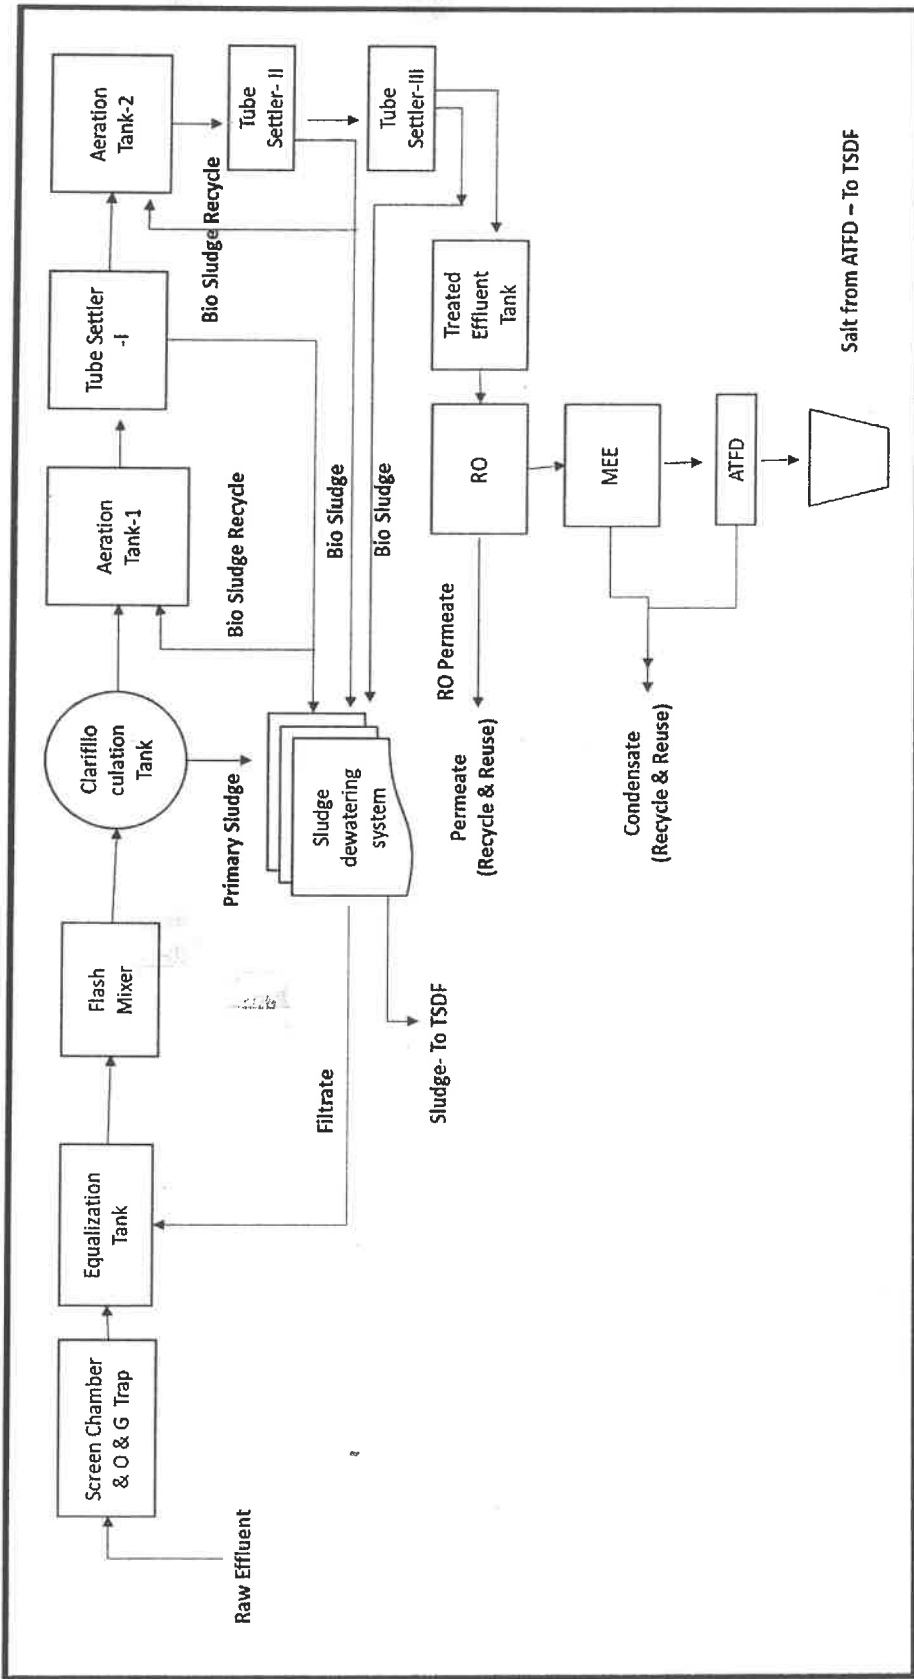 Raw Effluent
Screen Chamber
& O & G Trap
Equalization
Tank
Flash
Mixer
Clarifllo
culation
Tank
Aeration
Tank-1
Tube Settler
-I
Aeration
Tank-2
Tube
Settler- II
Tube
Settler-III
Bio Sludge Recycle
Bio Sludge Recycle
Primary Sludge
Bio Sludge
Bio Sludge
Sludge
dewatering
system
Filtrate
Sludge- To TSDF
Treated
Effluent
Tank
RO
RO Permeate
Permeate
(Recycle & Reuse)
MEE
ATFD
Condensate
(Recycle & Reuse)
Salt from ATFD – To TSDF